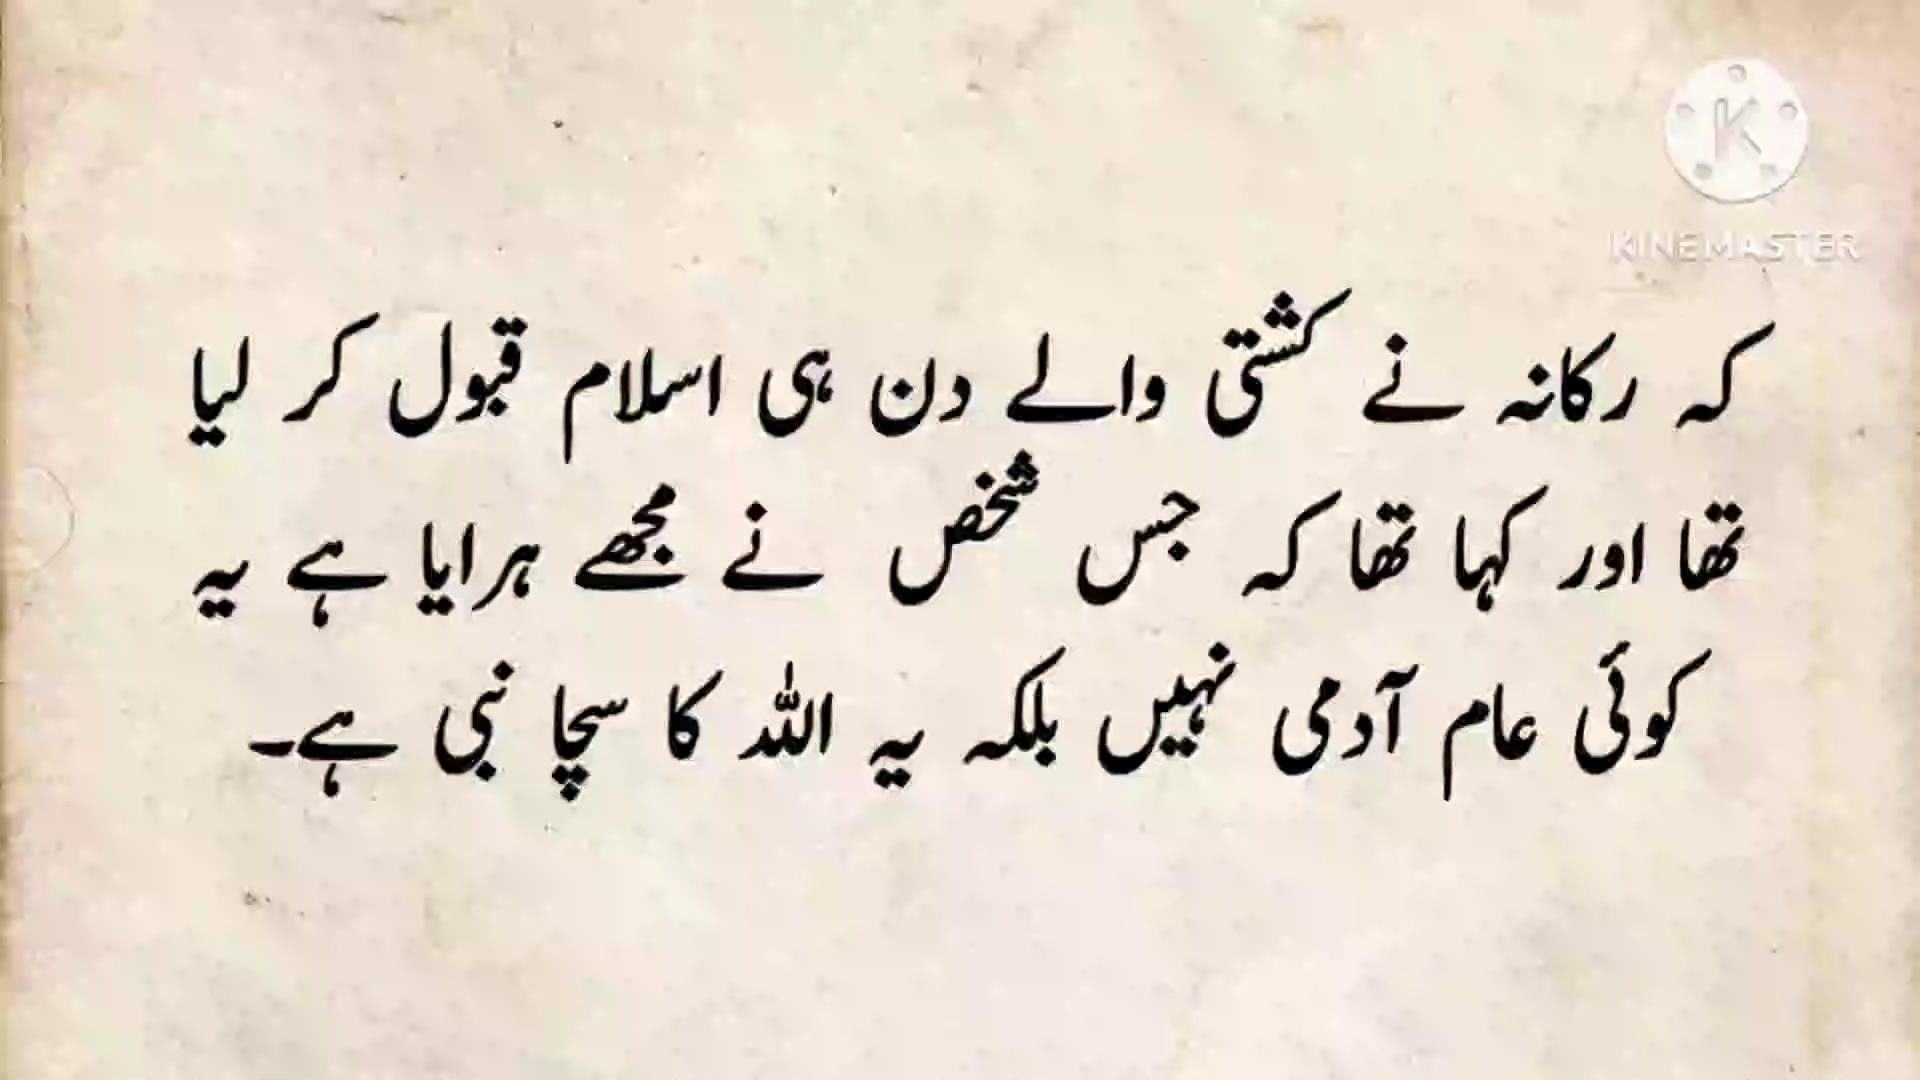 KINEMASTER
کہ رکانہ نے کشتی والے دن ہی اسلام قبول کر لیا
تھا اور کہا تھا کہ جس شخص نے مجھے ہرایا ہے یہ
کوئی عام آدمی نہیں بلکہ یہ اللہ کا سچا نبی ہے۔